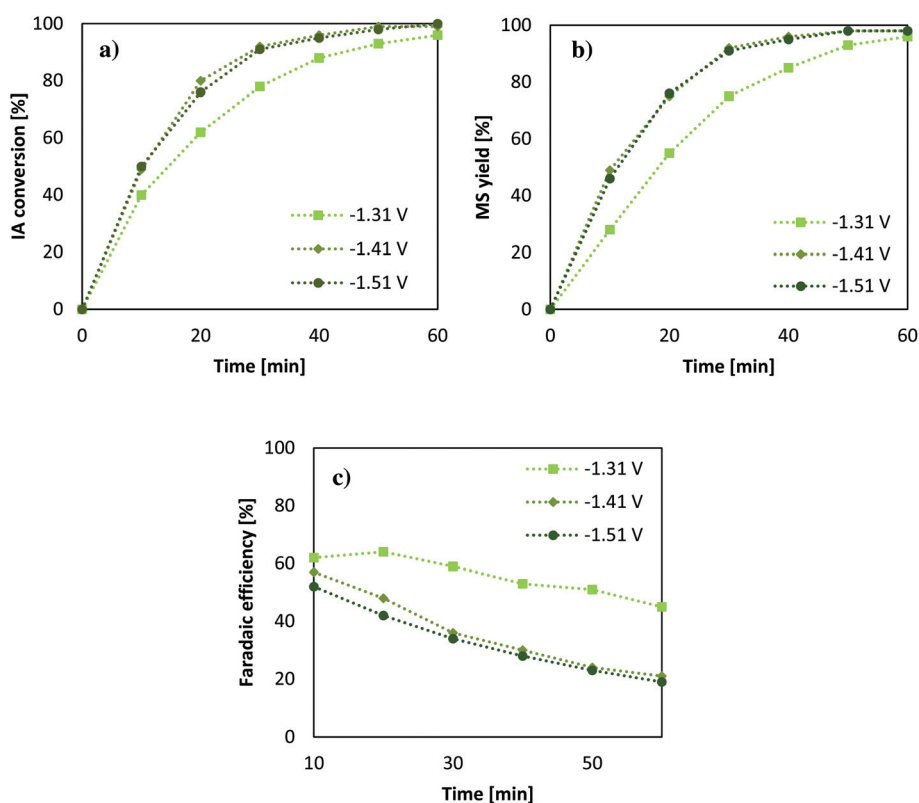 a)
IA conversion [%]
100
80
60
40
20
0
-1.31 V
-1.41 V
-1.51 V
0 20 40 60
Time [min]
b)
MS yield [%]
100
80
60
40
20
0
-1.31 V
-1.41 V
-1.51 V
0 20 40 60
Time [min]
c)
Faradaic efficiency [%]
100
80
60
40
20
0
-1.31 V
-1.41 V
-1.51 V
10 30 50
Time [min]